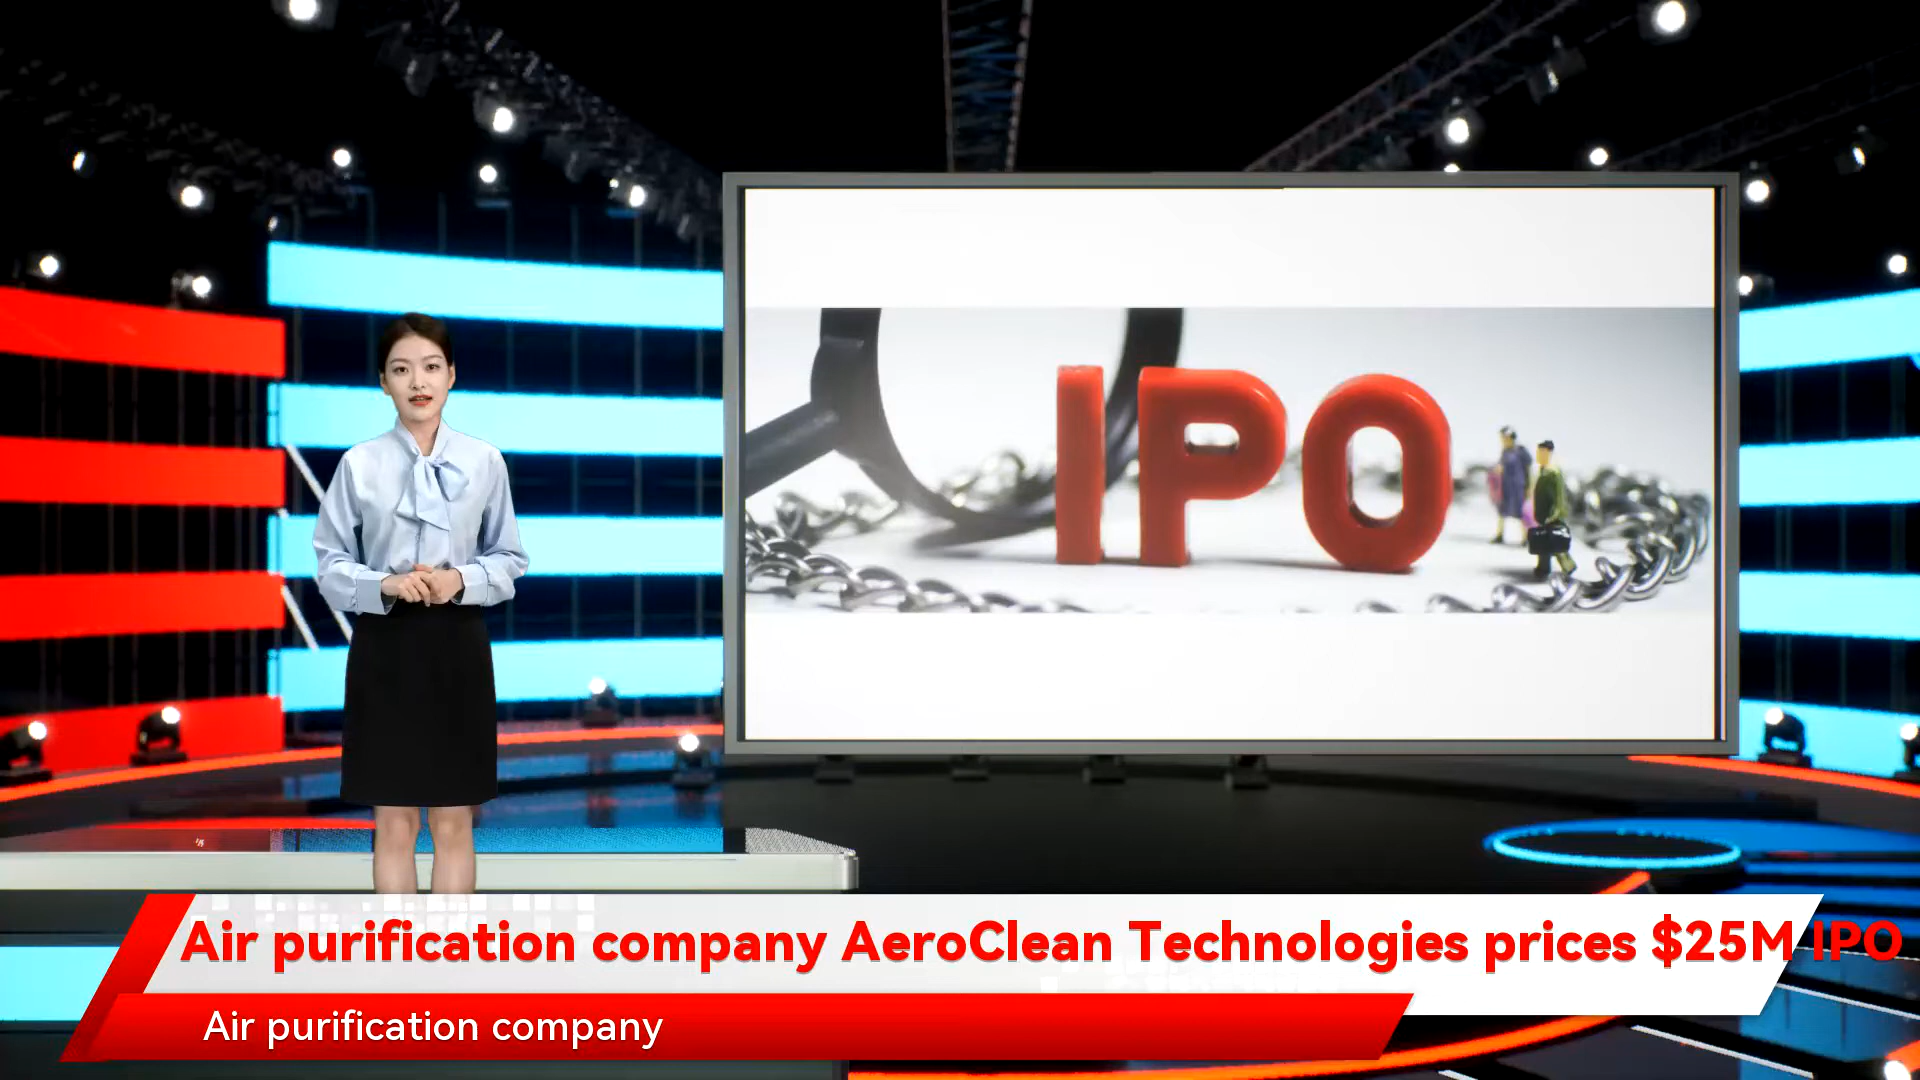 IPO
Air purification company AeroClean Technologies prices $25M IPO
Air purification company